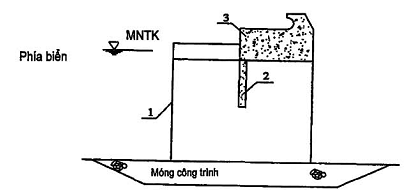 3
MNTK
Phía biển
2
1
Móng công trình